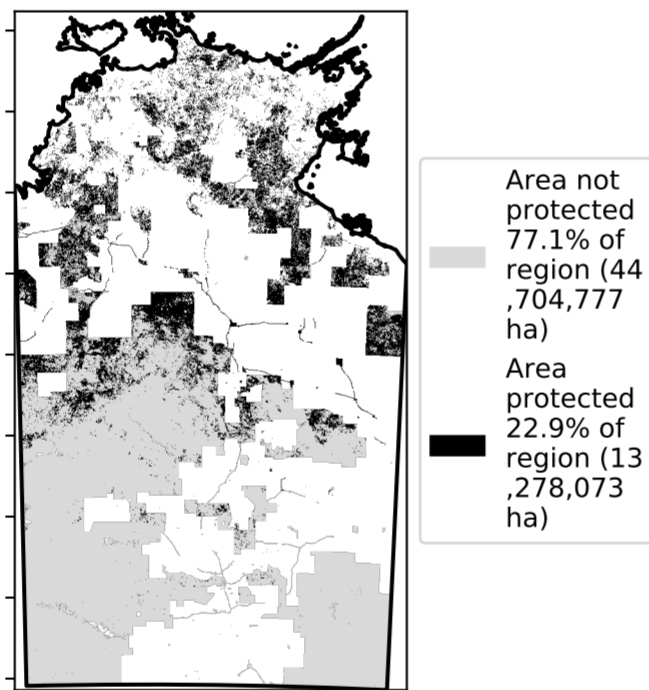 Area not
protected
77.1% of
region (44
,704,777
ha)
Area
protected
22.9% of
region (13
,278,073
ha)